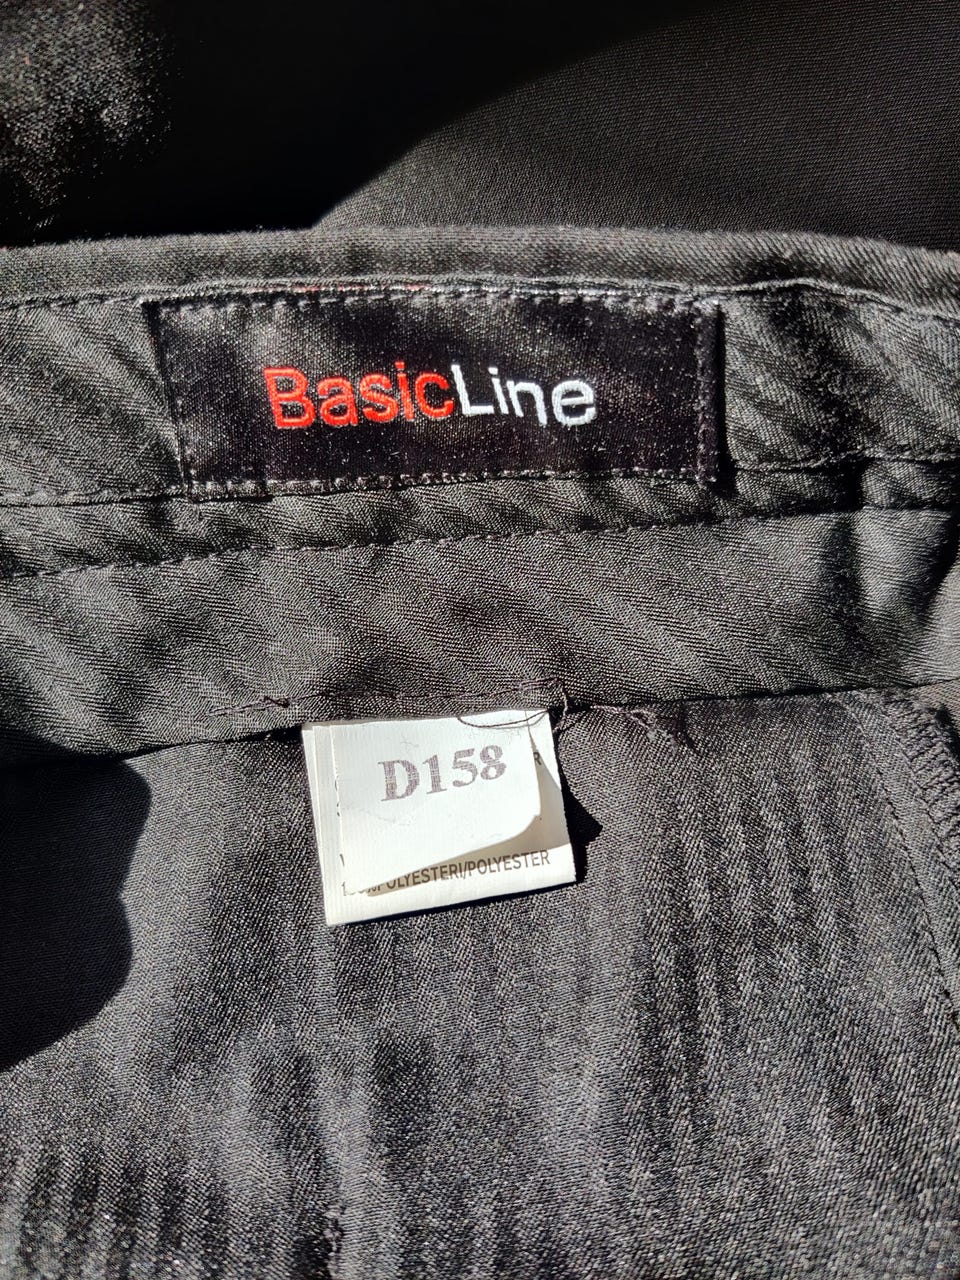 BasicLine
D158
R
POLYESTERI/POLYESTER